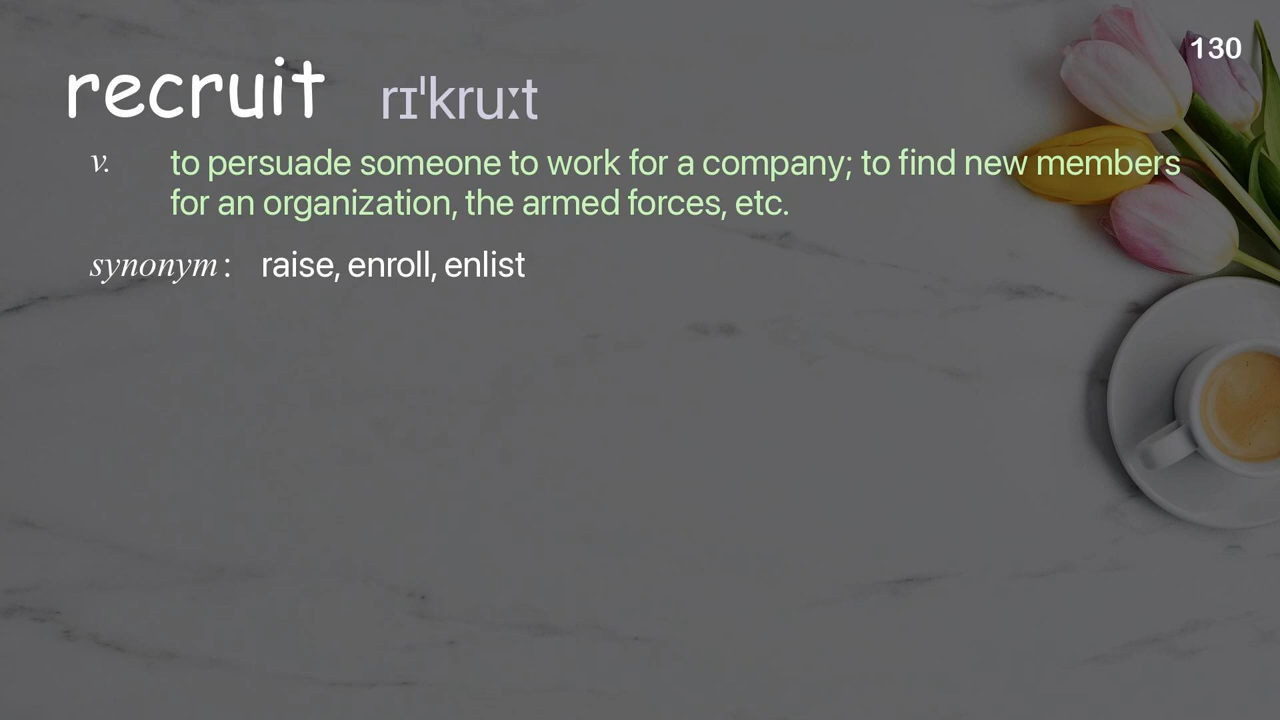 130
recruit rɪˈkruːt
v. to persuade someone to work for a company; to find new members
for an organization, the armed forces, etc.
synonym : raise, enroll, enlist